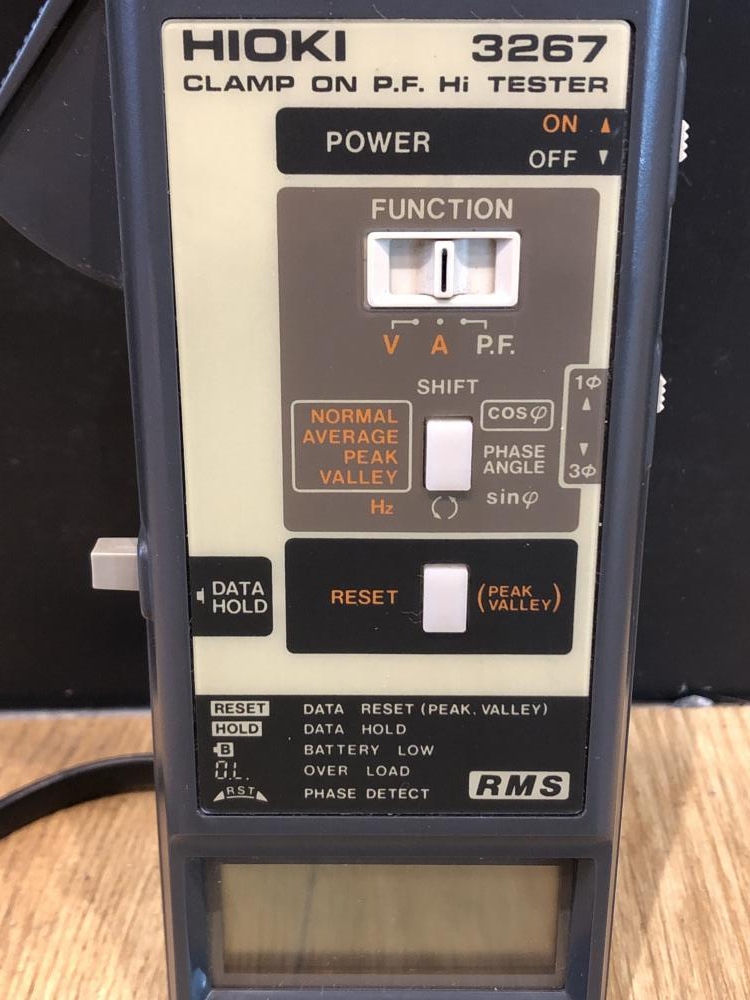 HIOKI 3267
CLAMP ON P.F. Hi TESTER
POWER
ON ▲
OFF ▼
FUNCTION
V A P.F.
SHIFT
NORMAL
AVERAGE
PEAK
VALLEY
Hz
cosφ
PHASE
ANGLE
sinφ
1Φ
▲
▼
3Φ
DATA
HOLD
RESET
(PEAK
VALLEY)
RESET DATA RESET (PEAK. VALLEY)
HOLD DATA HOLD
B BATTERY LOW
O.L. OVER LOAD
RST PHASE DETECT
RMS